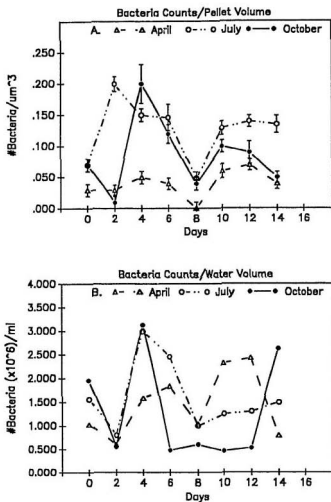 Bacteria Counts/Pellet Volume
A. April July October
.300
.250
.200
.150
.100
.050
.000
#Bacteria/um^3
0 2 4 6 8 10 12 14 16
Days
Bacteria Counts/Water Volume
B. April July October
4.000
3.500
3.000
2.500
2.000
1.500
1.000
0.500
0.000
#Bacteria (x10^6)/ml
0 2 4 6 8 10 12 14 16
Days